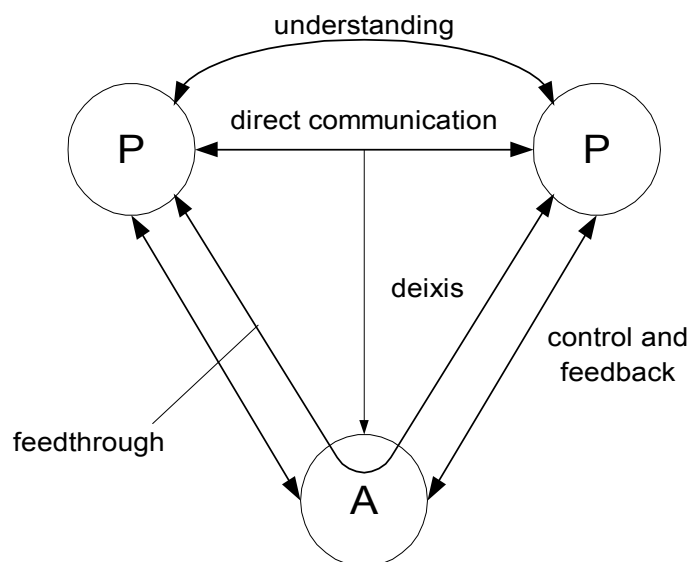 understanding
direct communication
P
P
deixis
control and
feedback
feedthrough
A